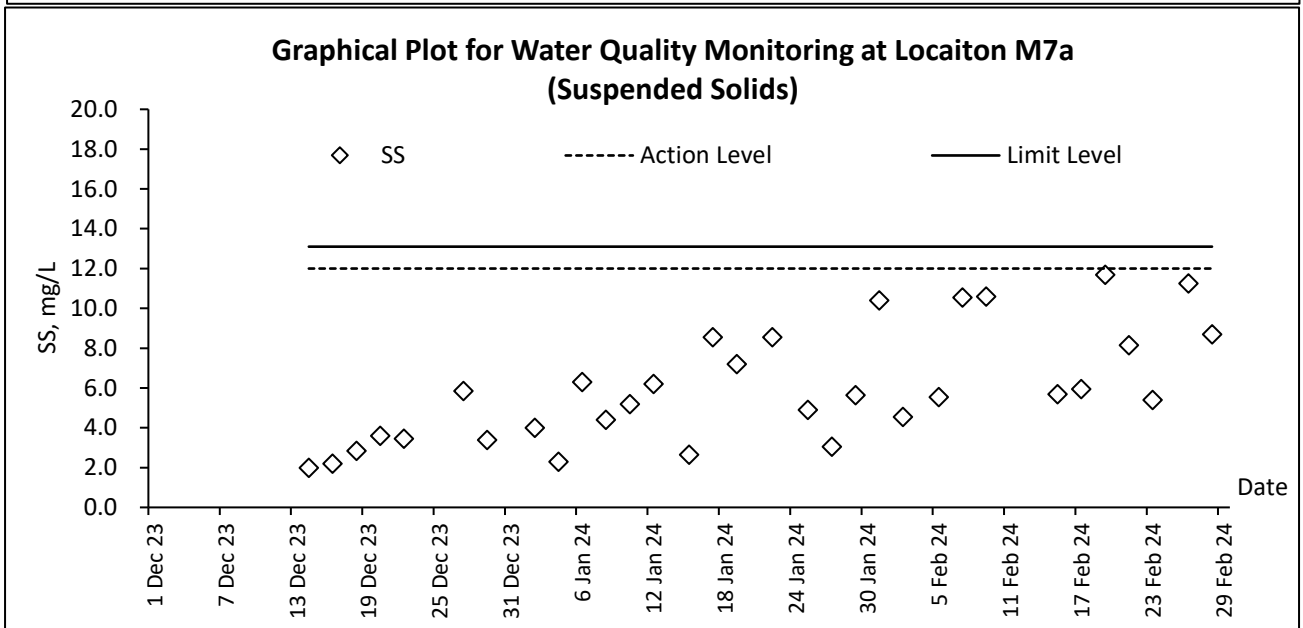 Graphical Plot for Water Quality Monitoring at Locaiton M7a
(Suspended Solids)
20.0
18.0
16.0
14.0
12.0
10.0
8.0
6.0
4.0
2.0
0.0
SS, mg/L
SS
Action Level
Limit Level
Date
1 Dec 23
7 Dec 23
13 Dec 23
19 Dec 23
25 Dec 23
31 Dec 23
6 Jan 24
12 Jan 24
18 Jan 24
24 Jan 24
30 Jan 24
5 Feb 24
11 Feb 24
17 Feb 24
23 Feb 24
29 Feb 24